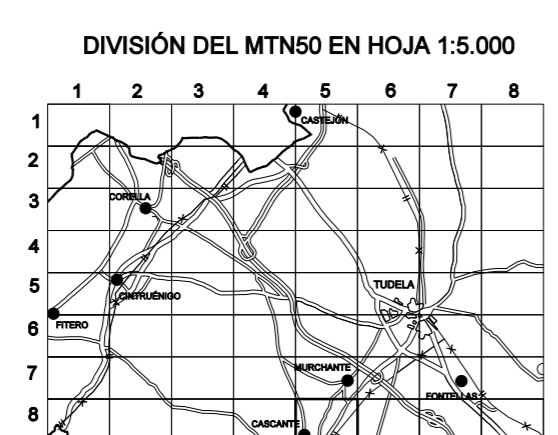 DIVISIÓN DEL MTN50 EN HOJA 1:5.000
1 2 3 4 5 6 7 8
1
CASTEJÓN
2
3
CORELLA
4
5
TUDELA
CINTRUÉNIGO
6
FITERO
7
MURCHANTE
FONTELLAS
8
CASCANTE